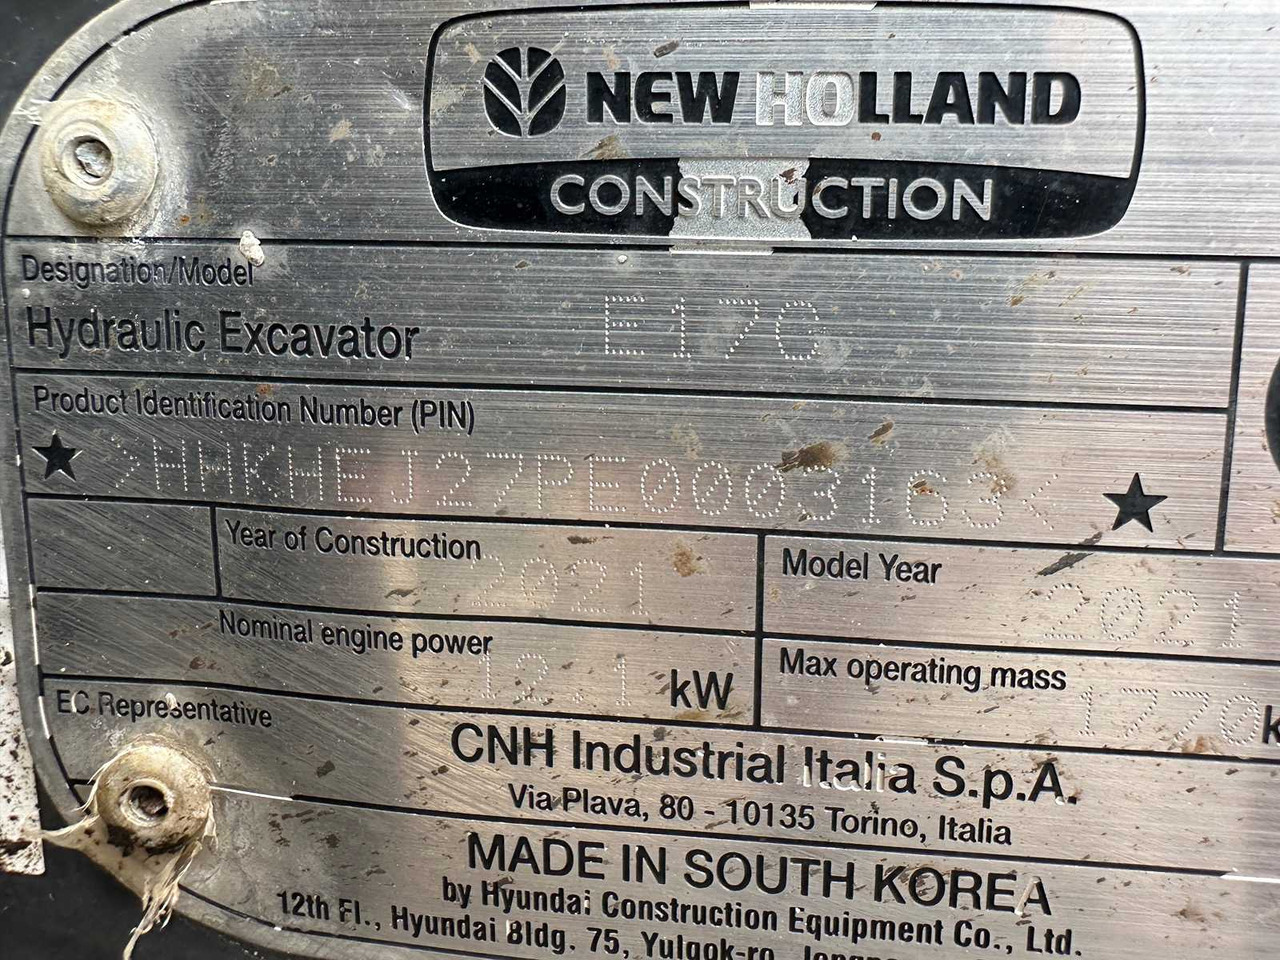 NEW HOLLAND
CONSTRUCTION
Designation/Model
Hydraulic Excavator E17C
Product Identification Number (PIN)
★ >HHKHEJ27PE0003163< ★
Year of Construction 2021 Model Year 2021
Nominal engine power 12.1 kW Max operating mass 1770 k
EC Representative
CNH Industrial Italia S.p.A.
Via Plava, 80 - 10135 Torino, Italia
MADE IN SOUTH KOREA
by Hyundai Construction Equipment Co., Ltd.
12th Fl., Hyundai Bldg. 75, Yulgok-ro,